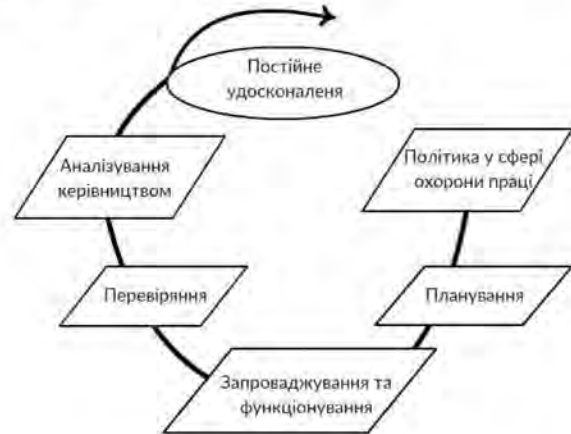 Постійне
удосконаленя
Аналізування
керівництвом
Політика у сфері
охорони праці
Перевіряння
Планування
Запроваджування та
функціонування